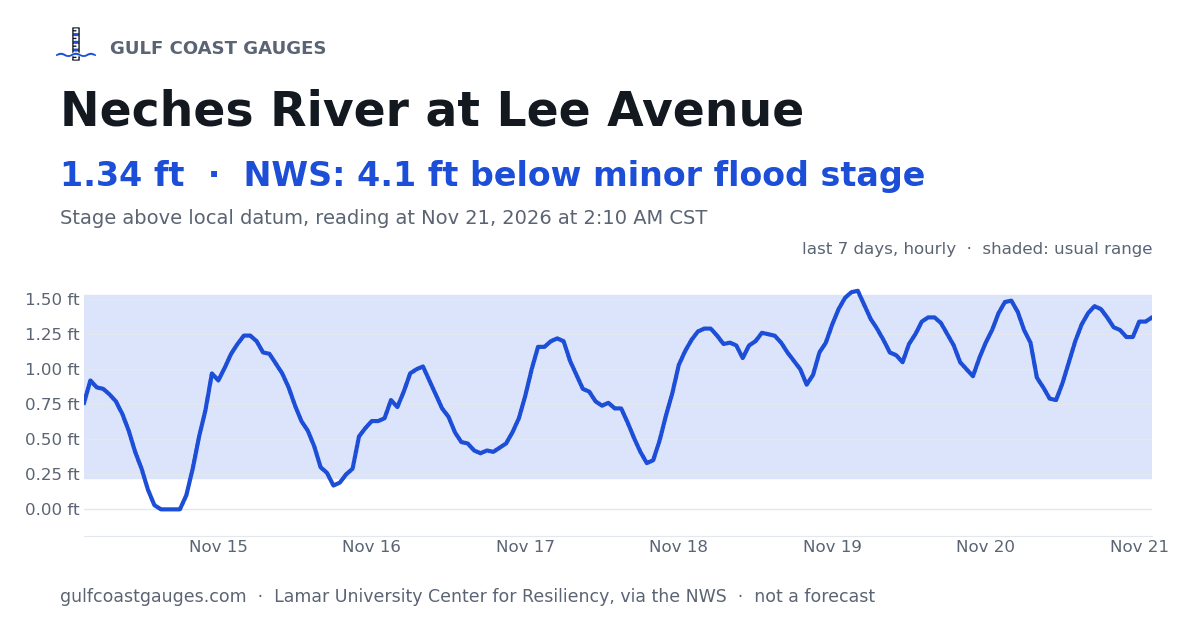 GULF COAST GAUGES
Neches River at Lee Avenue
1.34 ft · NWS: 4.1 ft below minor flood stage
Stage above local datum, reading at Nov 21, 2026 at 2:10 AM CST
last 7 days, hourly · shaded: usual range
1.50 ft
1.25 ft
1.00 ft
0.75 ft
0.50 ft
0.25 ft
0.00 ft
Nov 15 Nov 16 Nov 17 Nov 18 Nov 19 Nov 20 Nov 21
gulfcoastgauges.com · Lamar University Center for Resiliency, via the NWS · not a forecast